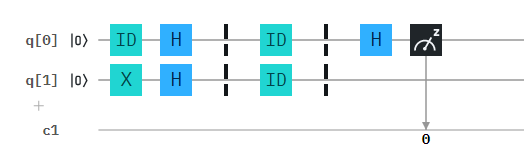 q[0] |0⟩ ID H ID H z
q[1] |0⟩ X H ID
+
c1
0